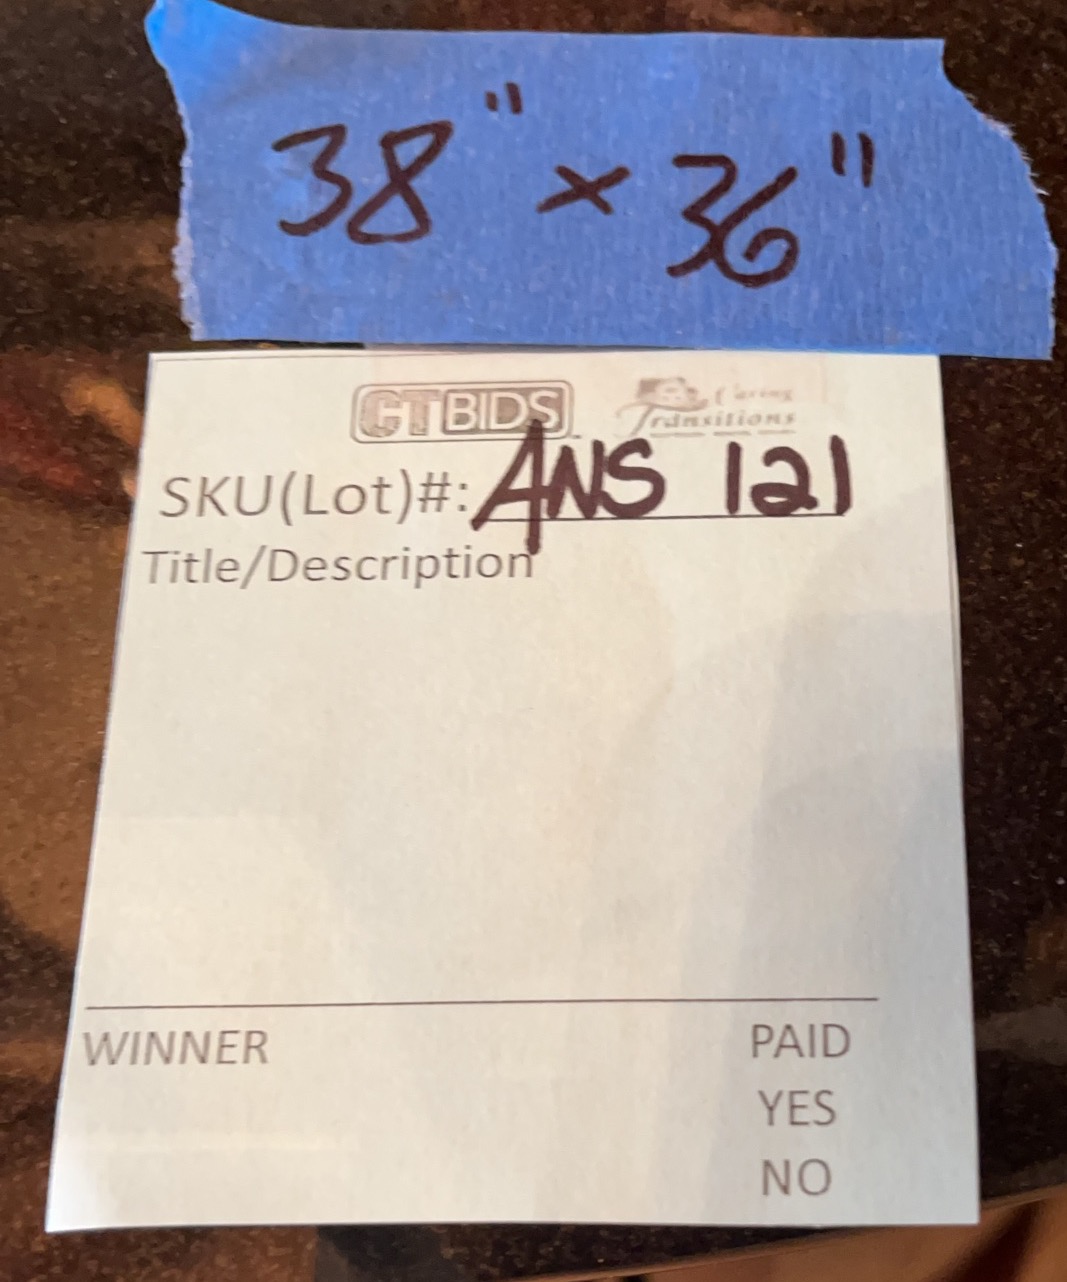 38" x 36"
CTBIDS Caring Transitions
SKU(Lot)#: ANS 121
Title/Description
WINNER PAID
YES
NO